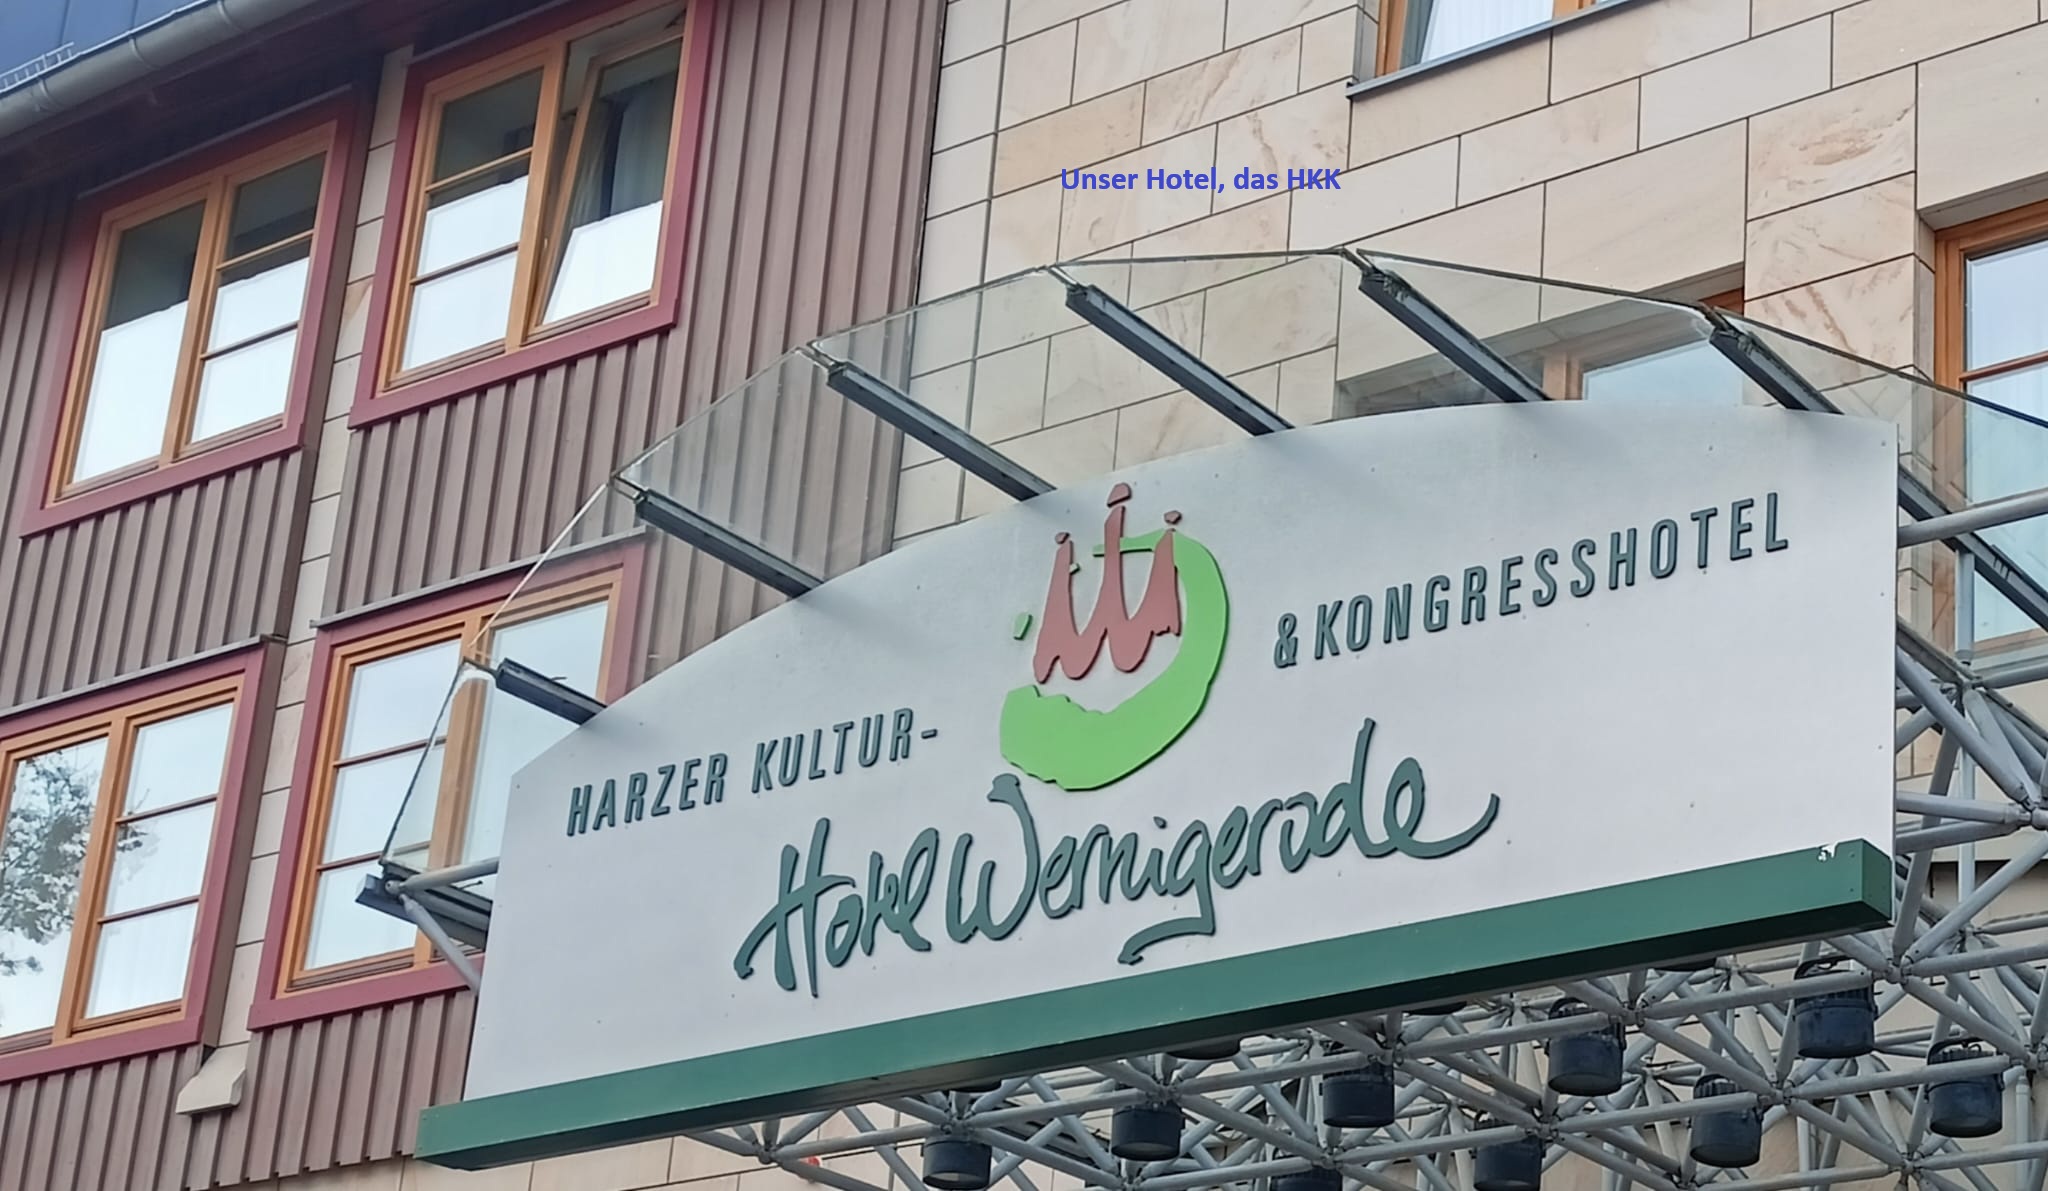 Unser Hotel, das HKK
HARZER KULTUR- & KONGRESSHOTEL
Hotel Wernigerode